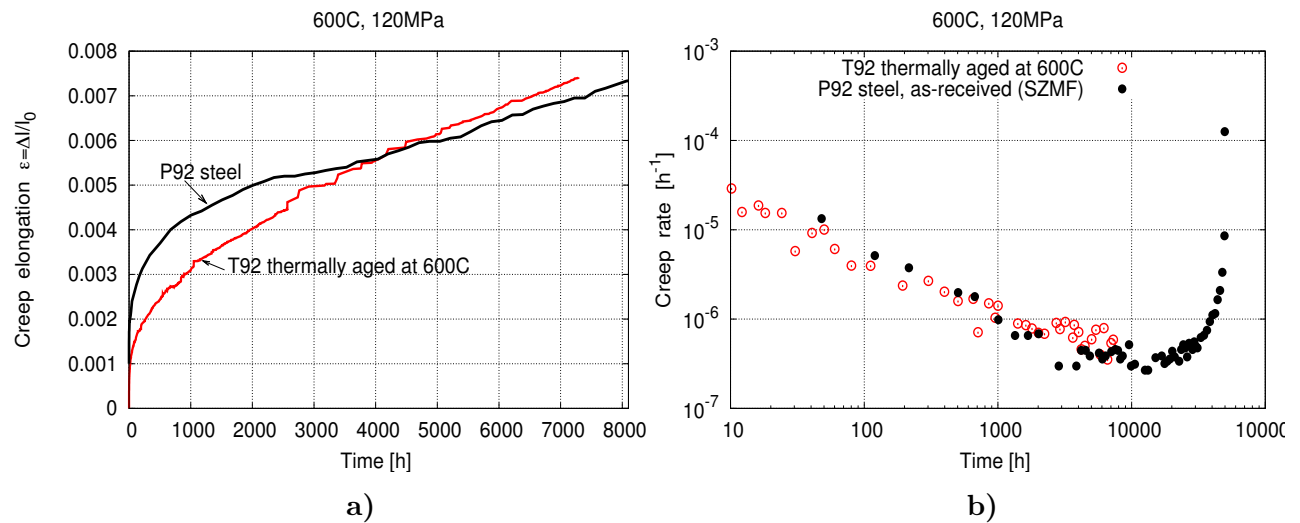 600C, 120MPa
0.008
0.007
0.006
0.005
0.004
0.003
0.002
0.001
0
Creep elongation ε=Δl/l0
P92 steel
T92 thermally aged at 600C
0 1000 2000 3000 4000 5000 6000 7000 8000
Time [h]
a)
600C, 120MPa
10-3
10-4
10-5
10-6
10-7
Creep rate [h-1]
T92 thermally aged at 600C
P92 steel, as-received (SZMF)
10 100 1000 10000 10000
Time [h]
b)